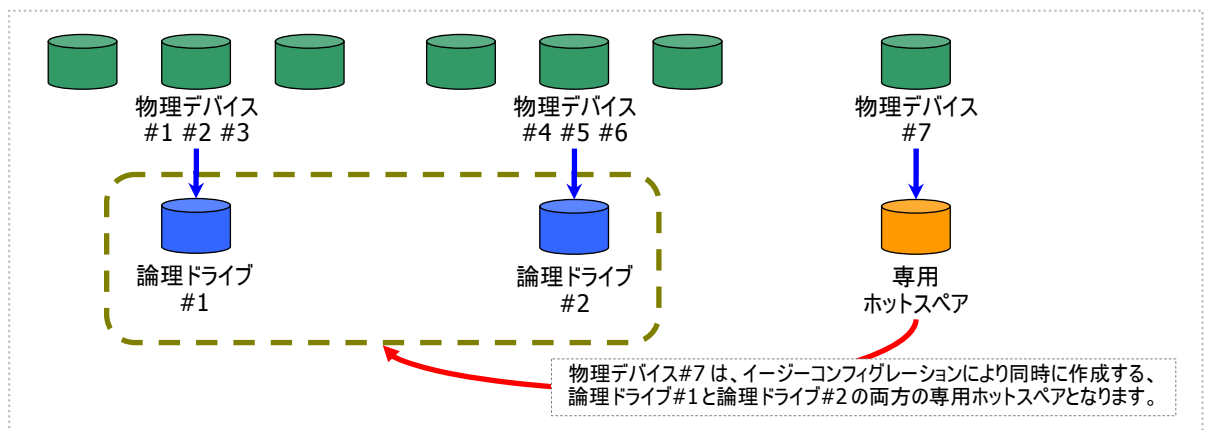 物理デバイス
#1 #2 #3
物理デバイス
#4 #5 #6
物理デバイス
#7
論理ドライブ
#1
論理ドライブ
#2
専用
ホットスペア
物理デバイス#7 は、イージーコンフィグレーションにより同時に作成する、
論理ドライブ#1と論理ドライブ#2 の両方の専用ホットスペアとなります。